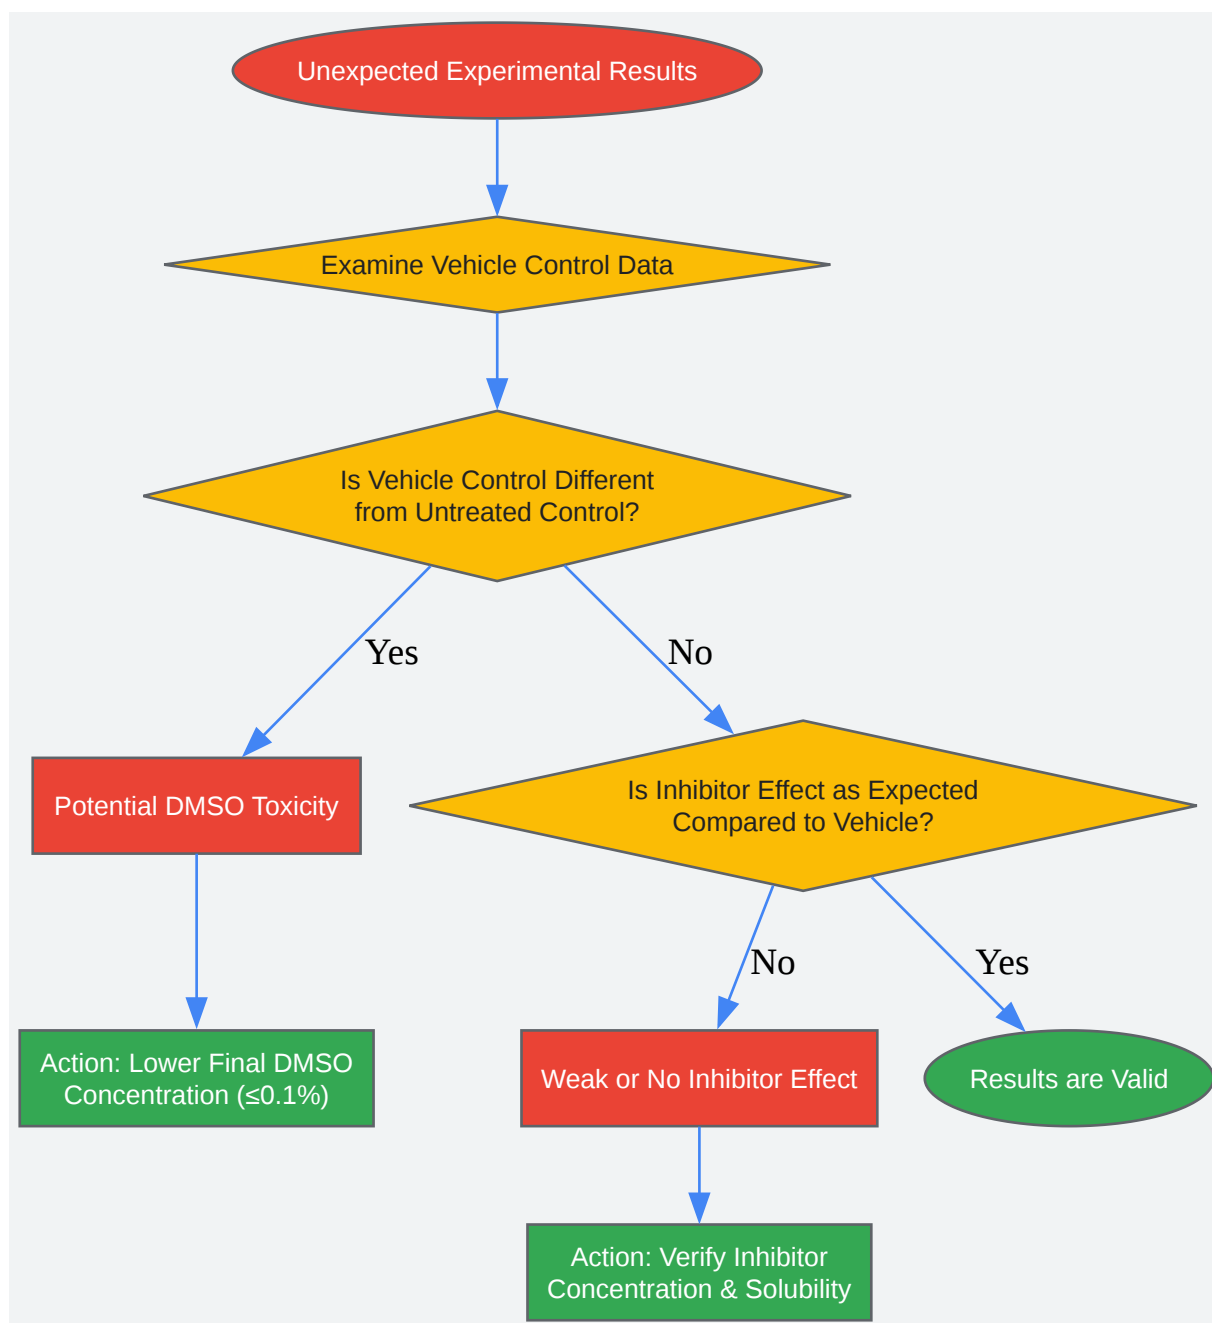 Unexpected Experimental Results
Examine Vehicle Control Data
Is Vehicle Control Different
from Untreated Control?
Yes
No
Potential DMSO Toxicity
Is Inhibitor Effect as Expected
Compared to Vehicle?
No
Yes
Action: Lower Final DMSO
Concentration (≤0.1%)
Weak or No Inhibitor Effect
Results are Valid
Action: Verify Inhibitor
Concentration & Solubility